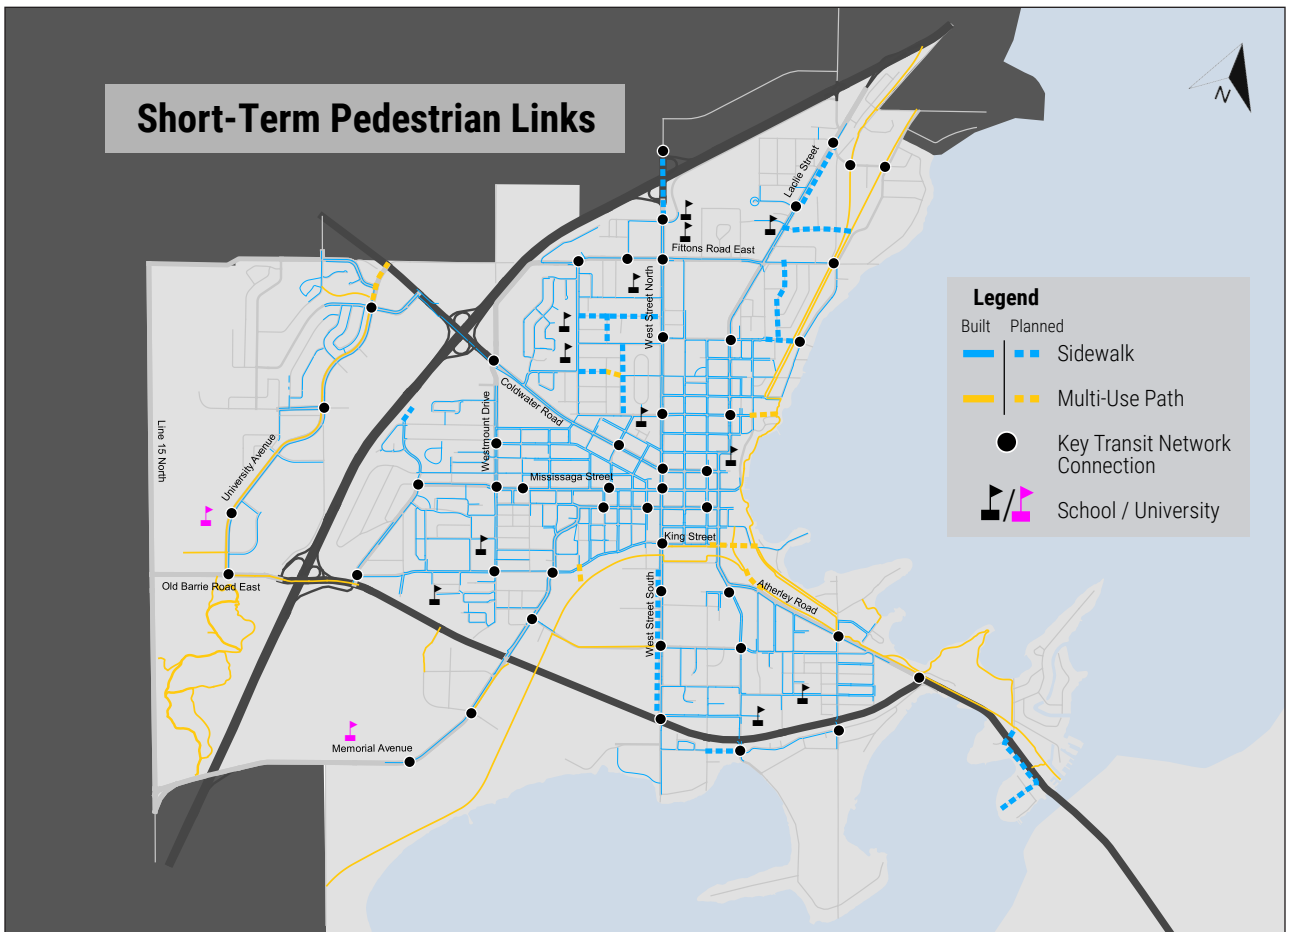 Short-Term Pedestrian Links
N
Laclie Street
Fittons Road East
West Street North
Legend
Built
Planned
Sidewalk
Multi-Use Path
Key Transit Network
Connection
School / University
Coldwater Road
Westmount Drive
Line 15 North
University Avenue
Mississaga Street
King Street
Old Barrie Road East
Atherley Road
West Street South
Memorial Avenue